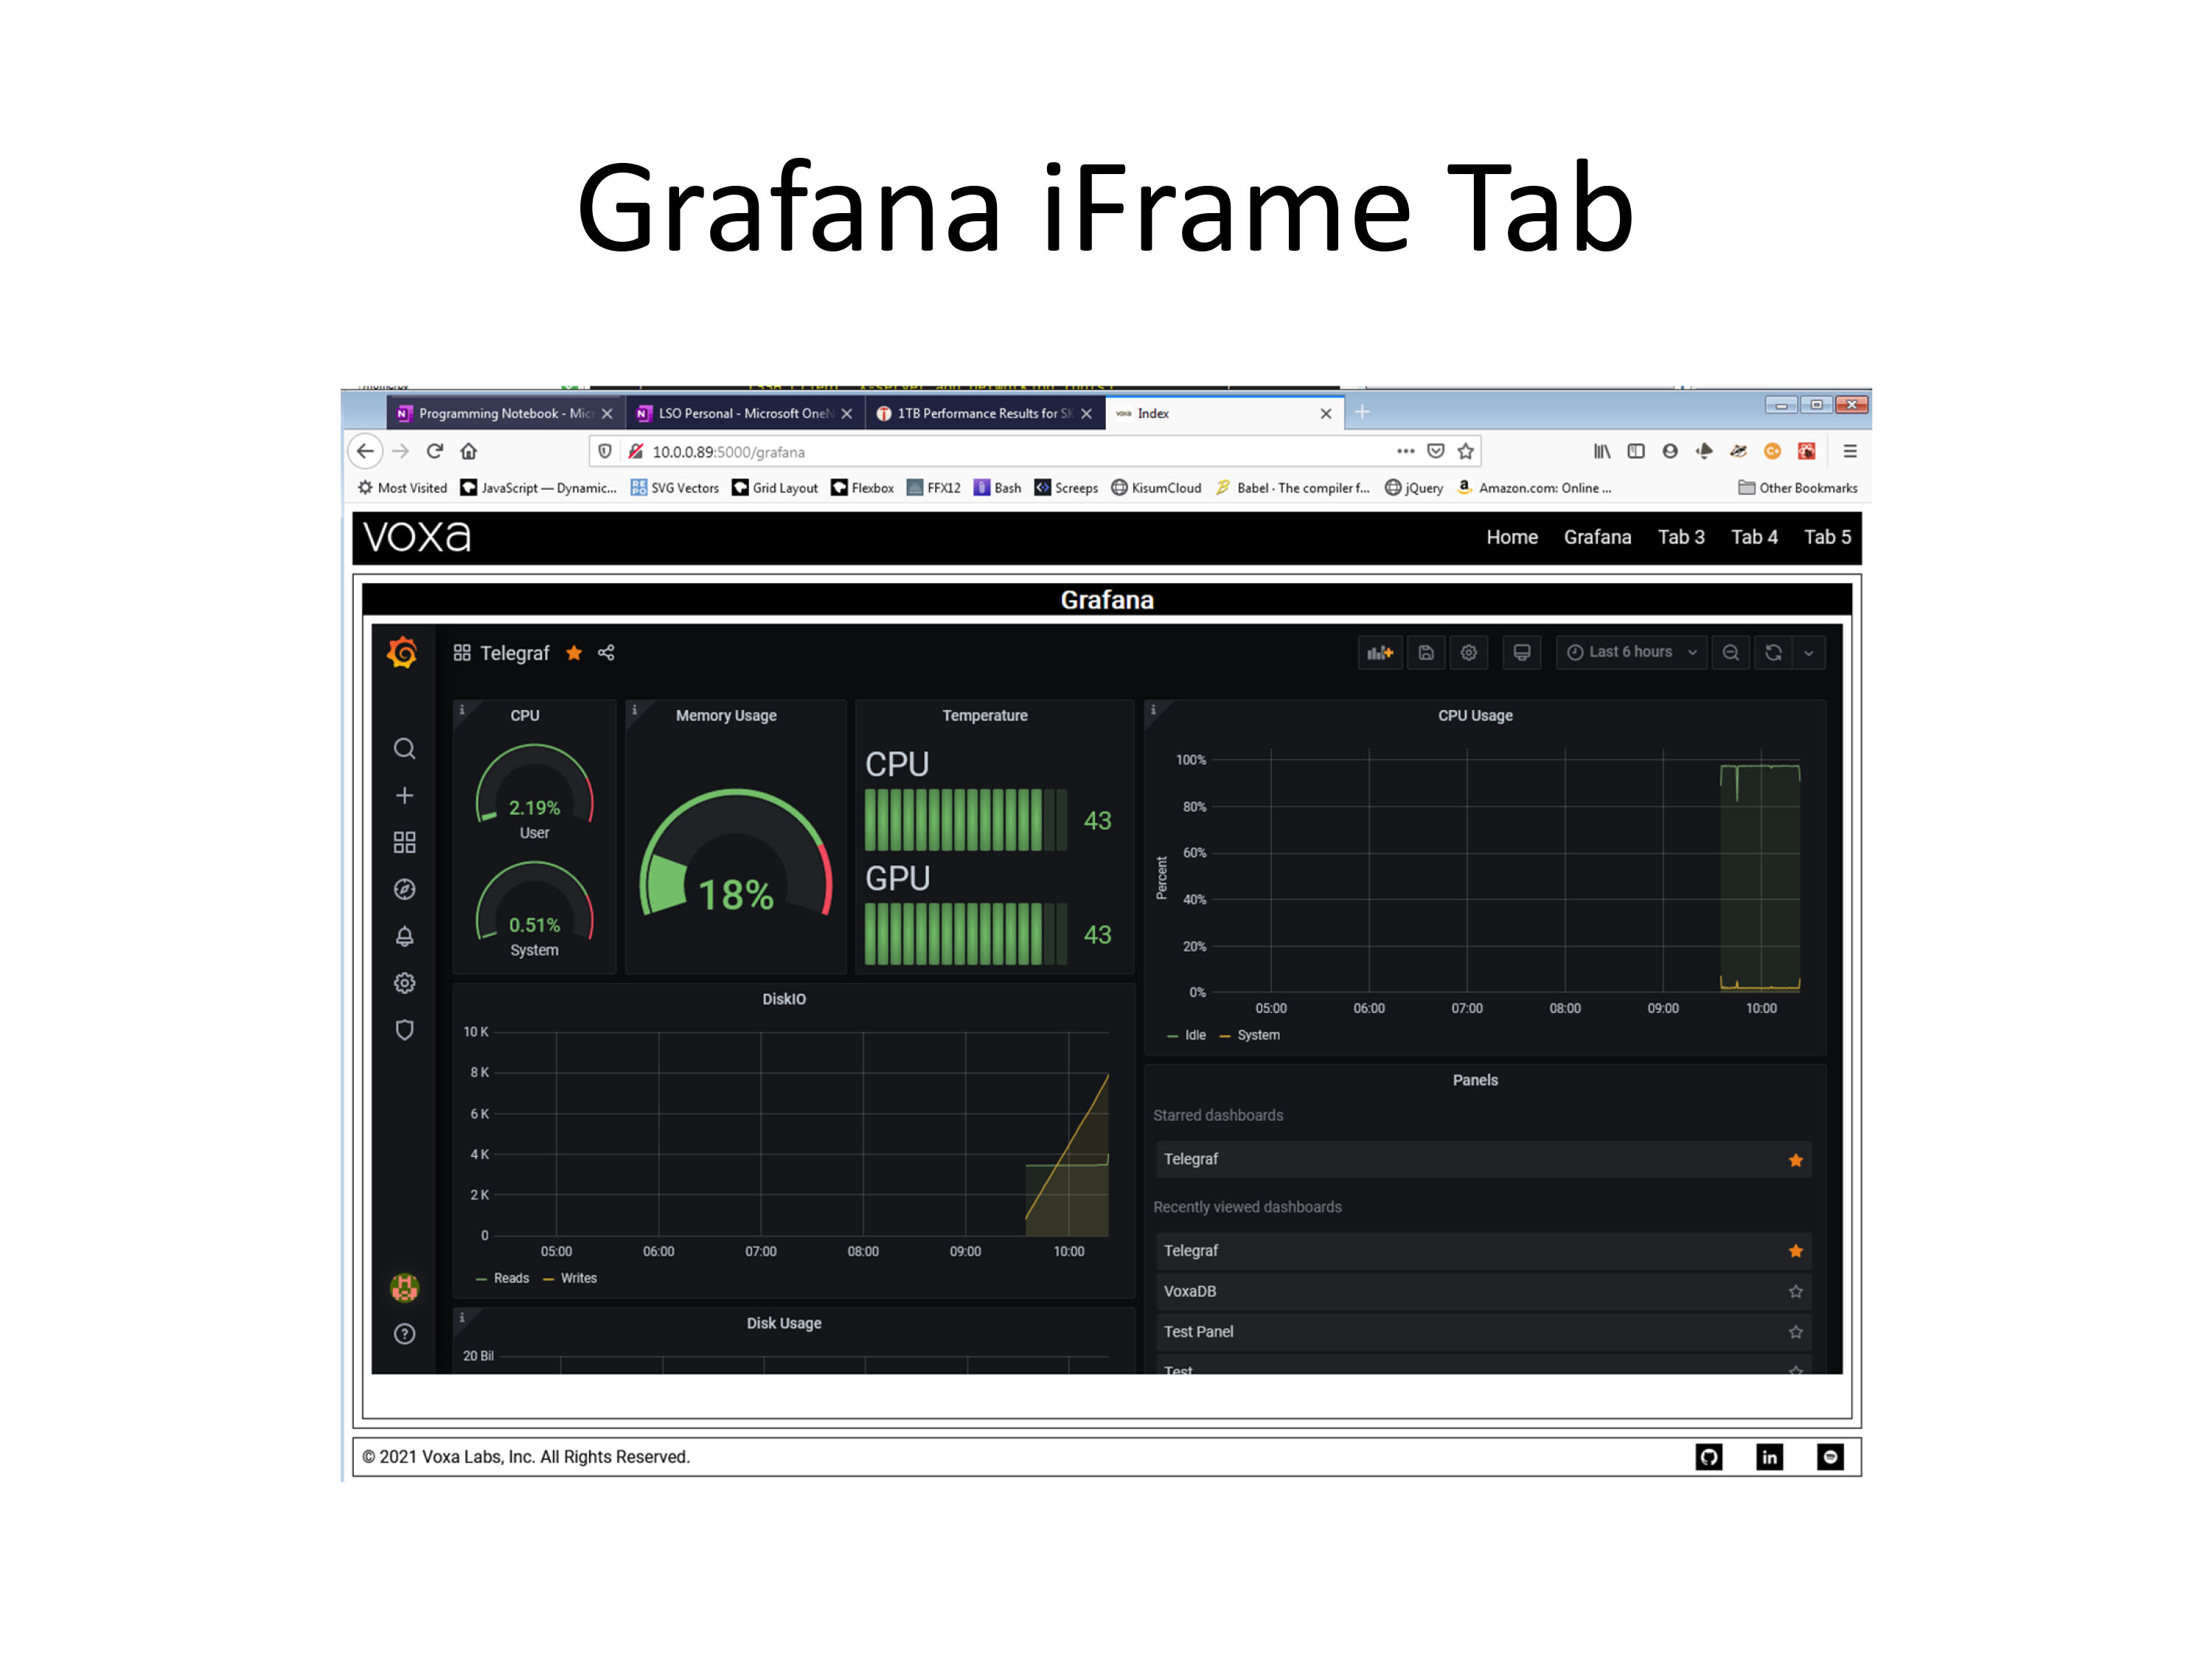 Grafana iFrame Tab
Programming Notebook - Micr
LSO Personal - Microsoft OneN
1TB Performance Results for SK
voxa Index
10.0.0.89:5000/grafana
Most Visited JavaScript — Dynamic... SVG Vectors Grid Layout Flexbox FFX12 Bash Screeps KisumCloud Babel · The compiler f... jQuery Amazon.com: Online ... Other Bookmarks
voxa Home Grafana Tab 3 Tab 4 Tab 5
Grafana
Telegraf Last 6 hours
CPU
2.19%
User
0.51%
System
Memory Usage
18%
Temperature
CPU
43
GPU
43
CPU Usage
100%
80%
60%
40%
20%
0%
Percent
05:00 06:00 07:00 08:00 09:00 10:00
Idle System
DiskIO
10 K
8 K
6 K
4 K
2 K
0
05:00 06:00 07:00 08:00 09:00 10:00
Reads Writes
Disk Usage
20 Bil
Panels
Starred dashboards
Telegraf
Recently viewed dashboards
Telegraf
VoxaDB
Test Panel
Test
© 2021 Voxa Labs, Inc. All Rights Reserved.
in